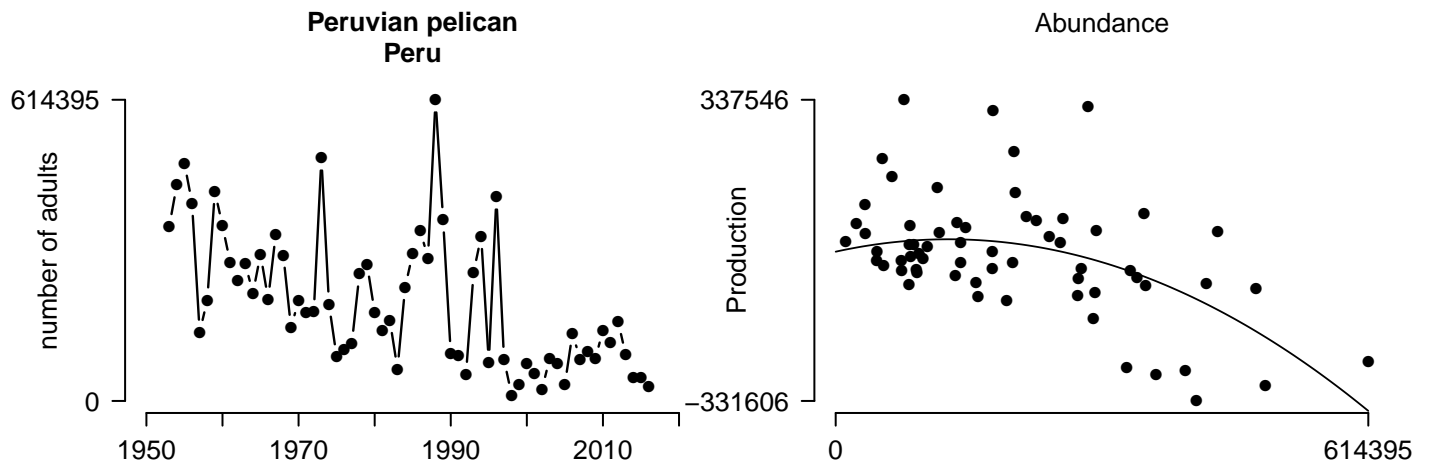 Peruvian pelican
Peru
614395
0
number of adults
1950
1970
1990
2010
Abundance
337546
−331606
Production
0
614395